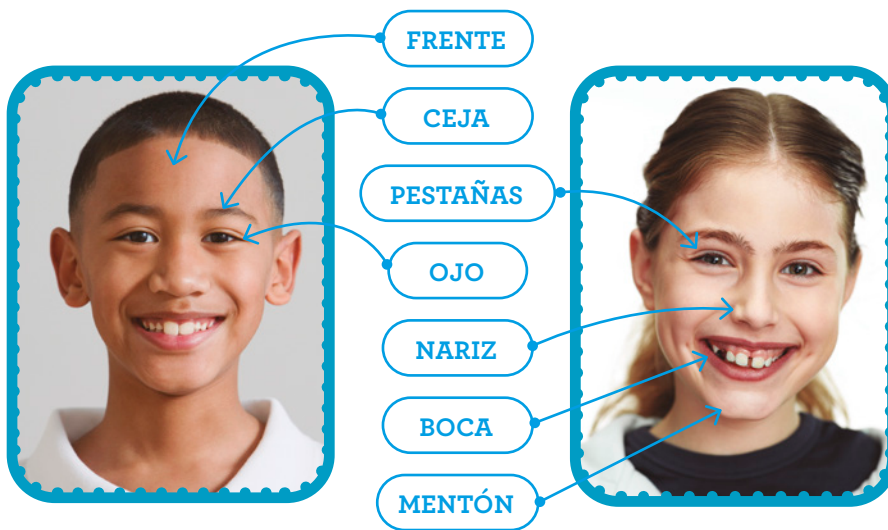 FRENTE
CEJA
PESTAÑAS
OJO
NARIZ
BOCA
MENTÓN